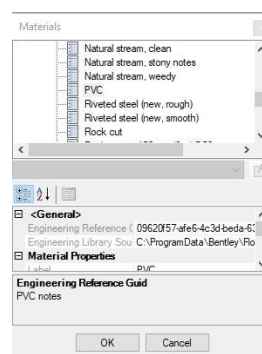 Materials
Natural stream, clean
Natural stream, stony notes
Natural stream, weedy
PVC
Riveted steel (new, rough)
Riveted steel (new, smooth)
Rock cut
<General>
Engineering Reference G 09620f57-afe6-4c3d-beda-63
Engineering Library Sou C:\ProgramData\Bentley\Flo
Material Properties
Label PVC
Engineering Reference Guid
PVC notes
OK Cancel